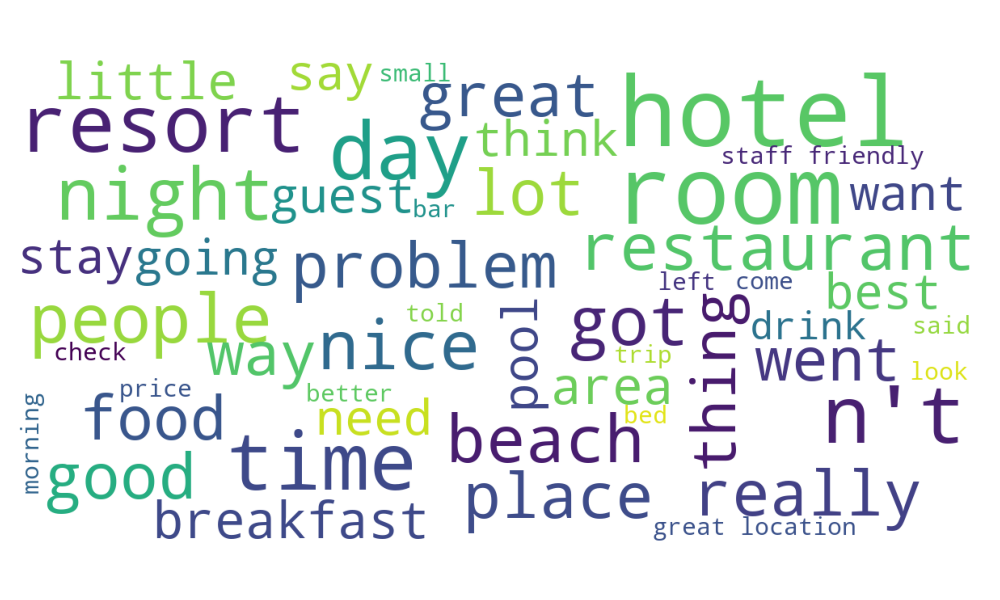 little
say
small
great
hotel
resort
day
think
staff friendly
night
guest
bar
lot
room
want
stay
going
problem
restaurant
people
told
left
come
best
check
way
nice
pool
got
thing
drink
said
trip
went
look
price
better
area
morning
food
need
bed
beach
n't
good
time
place
really
breakfast
great location